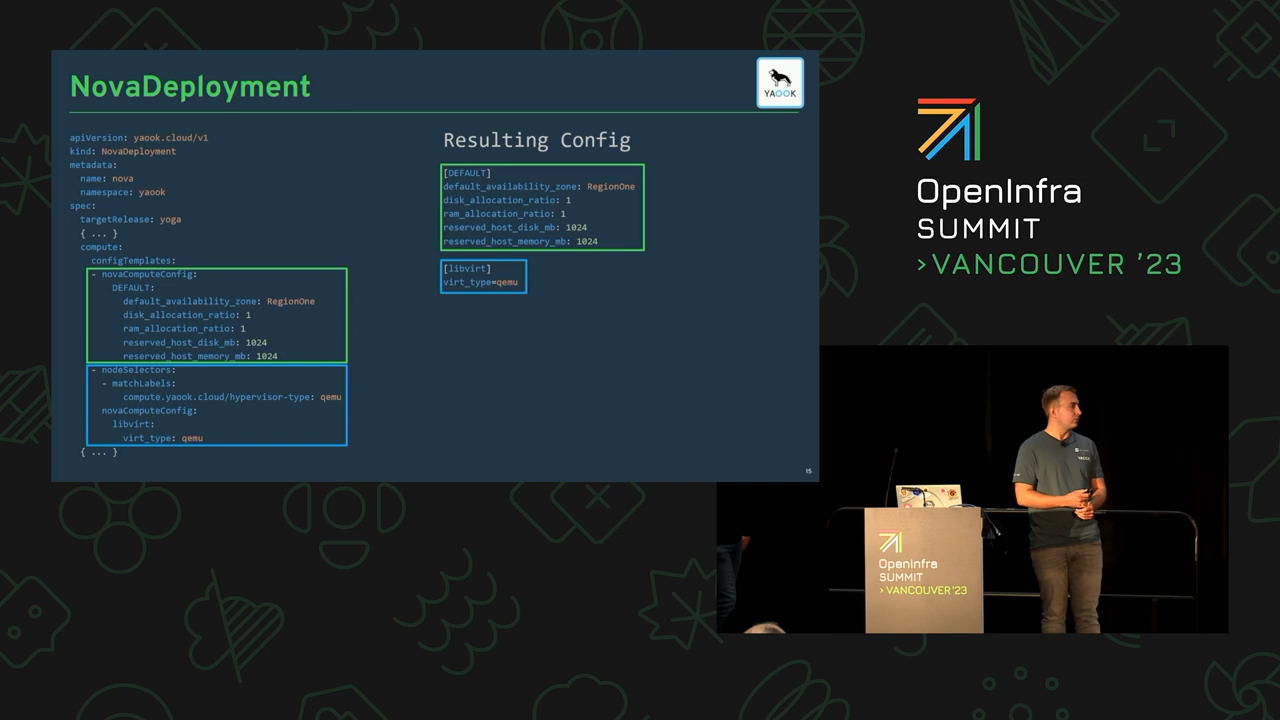 NovaDeployment
YAOOK
apiVersion: yaook.cloud/v1
kind: NovaDeployment
metadata:
name: nova
namespace: yaook
spec:
targetRelease: yoga
{ ... }
compute:
configTemplates:
- novaComputeConfig:
DEFAULT:
default_availability_zone: RegionOne
disk_allocation_ratio: 1
ram_allocation_ratio: 1
reserved_host_disk_mb: 1024
reserved_host_memory_mb: 1024
- nodeSelectors:
- matchLabels:
compute.yaook.cloud/hypervisor-type: qemu
novaComputeConfig:
libvirt:
virt_type: qemu
{ ... }
Resulting Config
[DEFAULT]
default_availability_zone: RegionOne
disk_allocation_ratio: 1
ram_allocation_ratio: 1
reserved_host_disk_mb: 1024
reserved_host_memory_mb: 1024
[libvirt]
virt_type=qemu
15
OpenInfra
SUMMIT
>VANCOUVER '23
OpenInfra
SUMMIT
> VANCOUVER '23